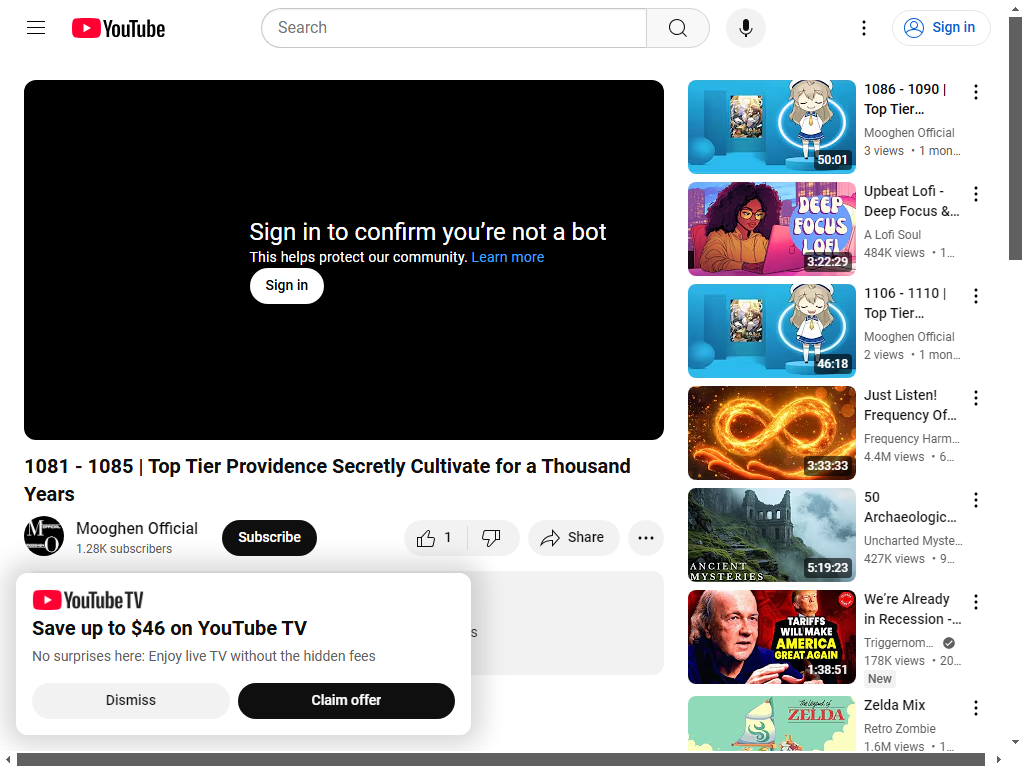 YouTube
Search
Sign in
Sign in to confirm you're not a bot
This helps protect our community. Learn more
Sign in
1081 - 1085 | Top Tier Providence Secretly Cultivate for a Thousand
Years
Mooghen Official
1.28K subscribers
Subscribe
1
Share
YouTube TV
Save up to $46 on YouTube TV
No surprises here: Enjoy live TV without the hidden fees
Dismiss
Claim offer
s
50:01
1086 - 1090 |
Top Tier…
Mooghen Official
3 views • 1 mon…
DEEP
FOCUS
LOFI
3:22:29
Upbeat Lofi -
Deep Focus &…
A Lofi Soul
484K views • 1…
46:18
1106 - 1110 |
Top Tier…
Mooghen Official
2 views • 1 mon…
3:33:33
Just Listen!
Frequency Of…
Frequency Harm…
4.4M views • 6…
ANCIENT
MYSTERIES
5:19:23
50
Archaeologic…
Uncharted Myste…
427K views • 9…
TARIFFS
WILL MAKE
AMERICA
GREAT AGAIN
1:38:51
We're Already
in Recession -…
Triggernom…
178K views • 20…
New
The Legend of
ZELDA
Zelda Mix
Retro Zombie
1.6M views • 1…